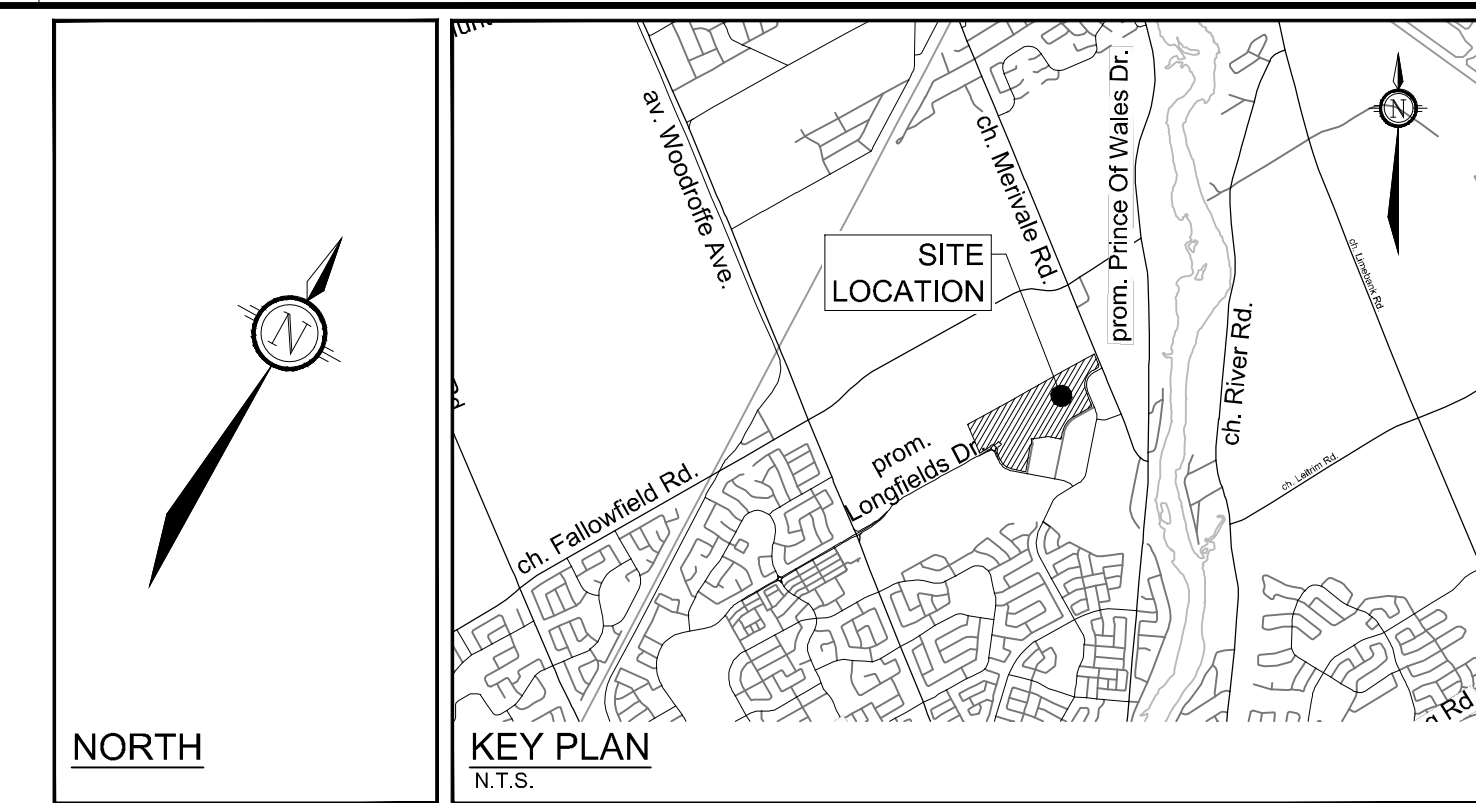 N
NORTH
av. Woodroffe Ave.
ch. Merivale Rd.
prom. Prince Of Wales Dr.
N
SITE
LOCATION
ch. Limebank Rd.
ch. River Rd.
prom.
Longfields Dr.
ch. Fallowfield Rd.
ch. Leitrim Rd.
Rd
g Rd
KEY PLAN
N.T.S.